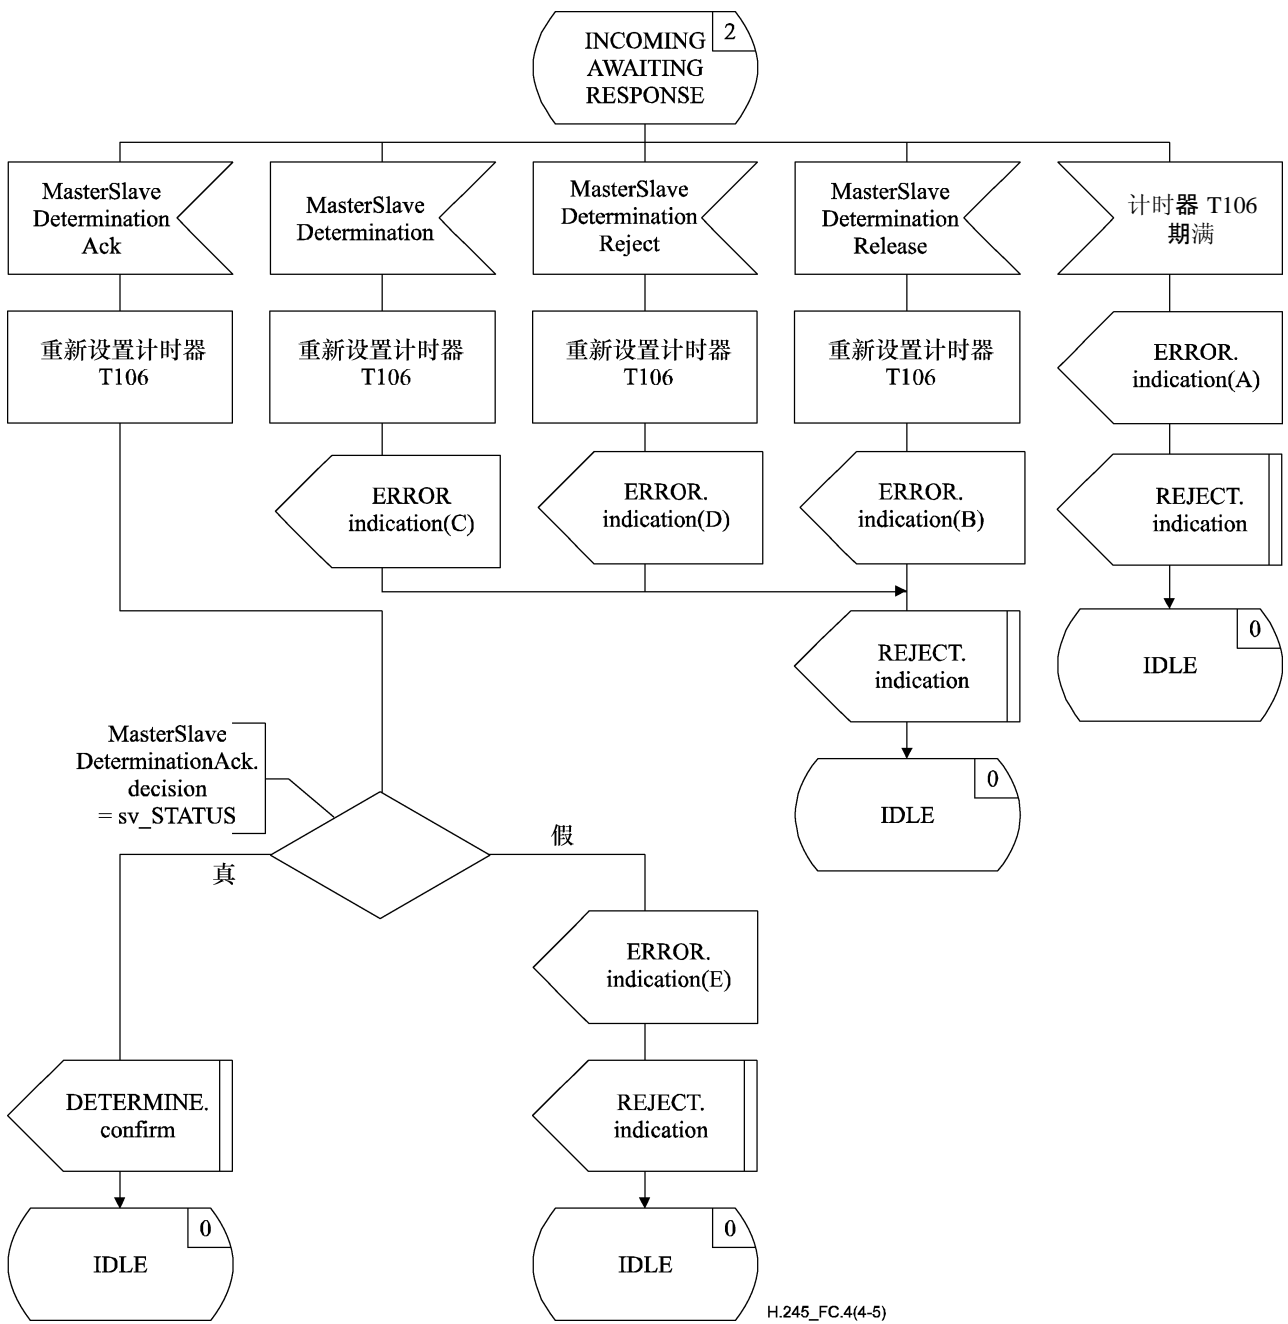 2
INCOMING
AWAITING
RESPONSE
MasterSlave
Determination
Ack
MasterSlave
Determination
MasterSlave
Determination
Reject
MasterSlave
Determination
Release
计时器 T106
期满
重新设置计时器
T106
重新设置计时器
T106
重新设置计时器
T106
重新设置计时器
T106
ERROR.
indication(A)
ERROR
indication(C)
ERROR.
indication(D)
ERROR.
indication(B)
REJECT.
indication
REJECT.
indication
0
IDLE
MasterSlave
DeterminationAck.
decision
= sv_STATUS
0
IDLE
真
假
ERROR.
indication(E)
DETERMINE.
confirm
REJECT.
indication
0
IDLE
0
IDLE
H.245_FC.4(4-5)